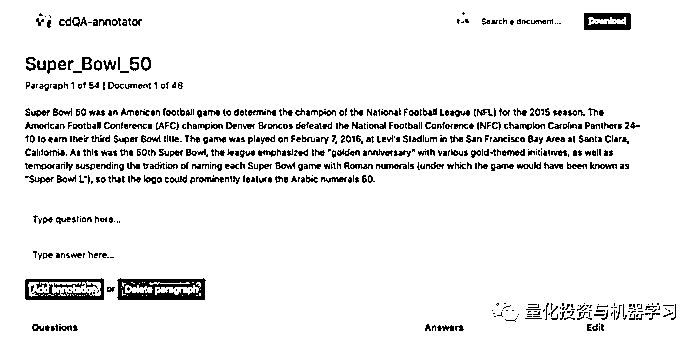 cdQA-annotator
Search a document...
Download
Super_Bowl_50
Paragraph 1 of 54 | Document 1 of 48
Super Bowl 50 was an American football game to determine the champion of the National Football League (NFL) for the 2015 season. The
American Football Conference (AFC) champion Denver Broncos defeated the National Football Conference (NFC) champion Carolina Panthers 24–
10 to earn their third Super Bowl title. The game was played on February 7, 2016, at Levi's Stadium in the San Francisco Bay Area at Santa Clara,
California. As this was the 50th Super Bowl, the league emphasized the "golden anniversary" with various gold-themed initiatives, as well as
temporarily suspending the tradition of naming each Super Bowl game with Roman numerals (under which the game would have been known as
"Super Bowl L"), so that the logo could prominently feature the Arabic numerals 50.
Type question here...
Type answer here...
Add annotation or Delete paragraph
量化投资与机器学习
Questions Answers Edit